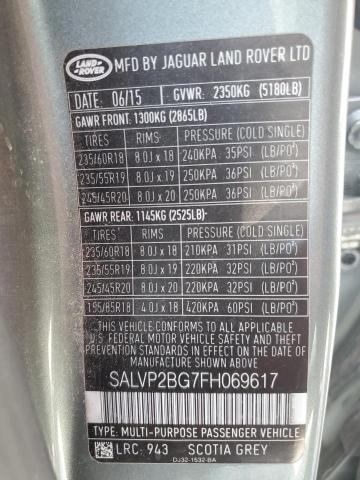 LAND-
ROVER
MFD BY JAGUAR LAND ROVER LTD
DATE: 06/15 GVWR: 2350KG (5180LB)
GAWR FRONT: 1300KG (2865LB)
TIRES RIMS PRESSURE (COLD SINGLE)
235/60R18 8.0J x 18 240KPA 35PSI (LB/PO²)
235/55R19 8.0J x 19 250KPA 36PSI (LB/PO²)
245/45R20 8.0J x 20 250KPA 36PSI (LB/PO²)
GAWR REAR: 1145KG (2525LB)-
TIRES RIMS PRESSURE (COLD SINGLE)
235/60R18 8.0J x 18 210KPA 31PSI (LB/PO²)
235/55R19 8.0J x 19 220KPA 32PSI (LB/PO²)
245/45R20 8.0J x 20 220KPA 32PSI (LB/PO²)
155/85R18 4.0J x 18 420KPA 60PSI (LB/PO²)
THIS VEHICLE CONFORMS TO ALL APPLICABLE
U.S. FEDERAL MOTOR VEHICLE SAFETY STANDARDS
IN EFFECT ON THE DATE OF MANUFACTURE
SHOWN ABOVE.
SALVP2BG7FH069617
TYPE: MULTI-PURPOSE PASSENGER VEHICLE
LRC: 943 SCOTIA GREY
DJ32-1532-BA